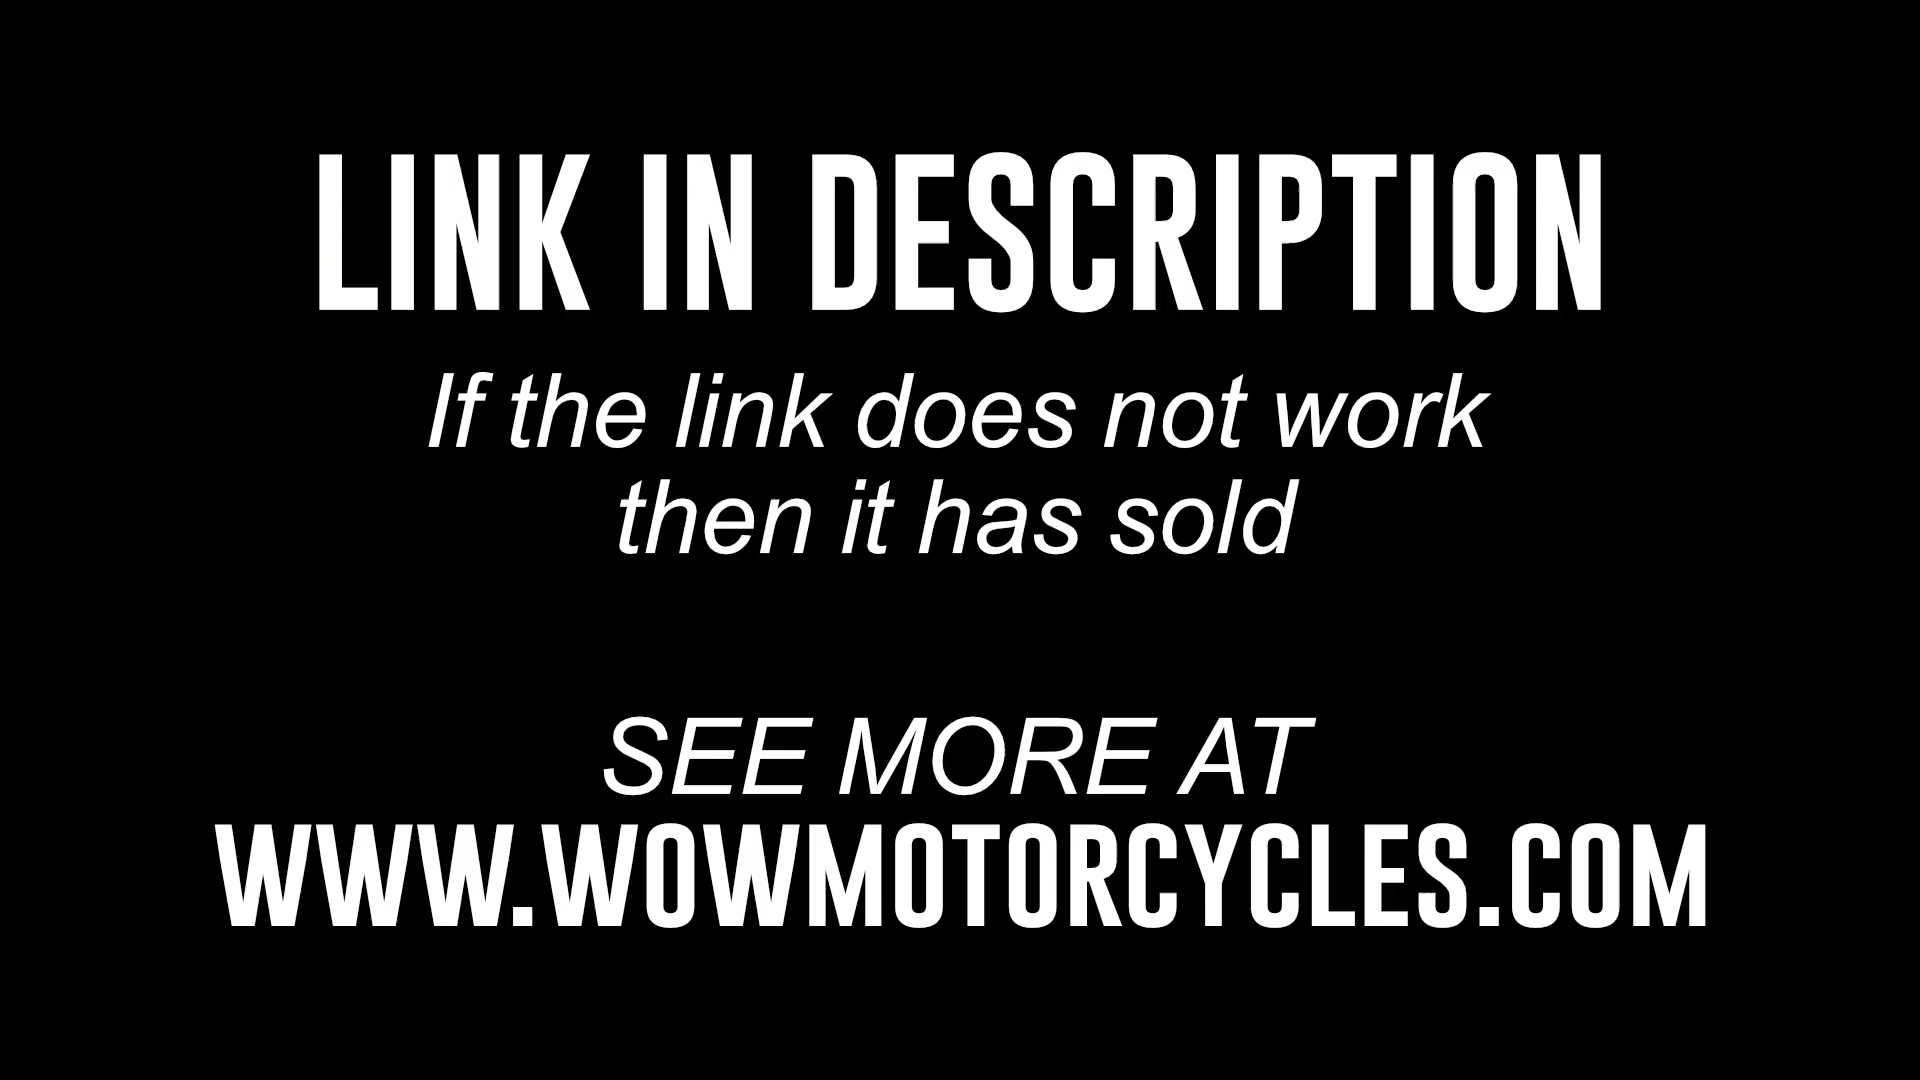 LINK IN DESCRIPTION
If the link does not work
then it has sold
SEE MORE AT
WWW.WOWMOTORCYCLES.COM